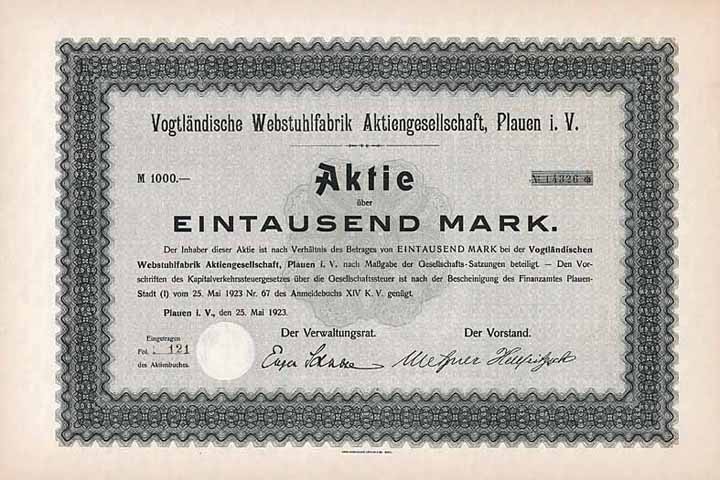 Vogtländische Webstuhlfabrik Aktiengesellschaft, Plauen i. V.
M 1000.—
Aktie
№ 14326
über
EINTAUSEND MARK.
Der Inhaber dieser Aktie ist nach Verhältnis des Betrages von EINTAUSEND MARK bei der Vogtländischen
Webstuhlfabrik Aktiengesellschaft, Plauen i. V. nach Maßgabe der Gesellschafts-Satzungen beteiligt. — Den Vor-
schriften des Kapitalverkehrssteuergesetzes über die Gesellschaftssteuer ist nach der Bescheinigung des Finanzamtes Plauen-
Stadt (I) vom 25. Mai 1923 Nr. 67 des Anmeldebuchs XIV K. V. genügt.
Plauen i. V., den 25. Mai 1923.
Der Verwaltungsrat.
Der Vorstand.
Eingetragen
Fol. 121
des Aktienbuches.